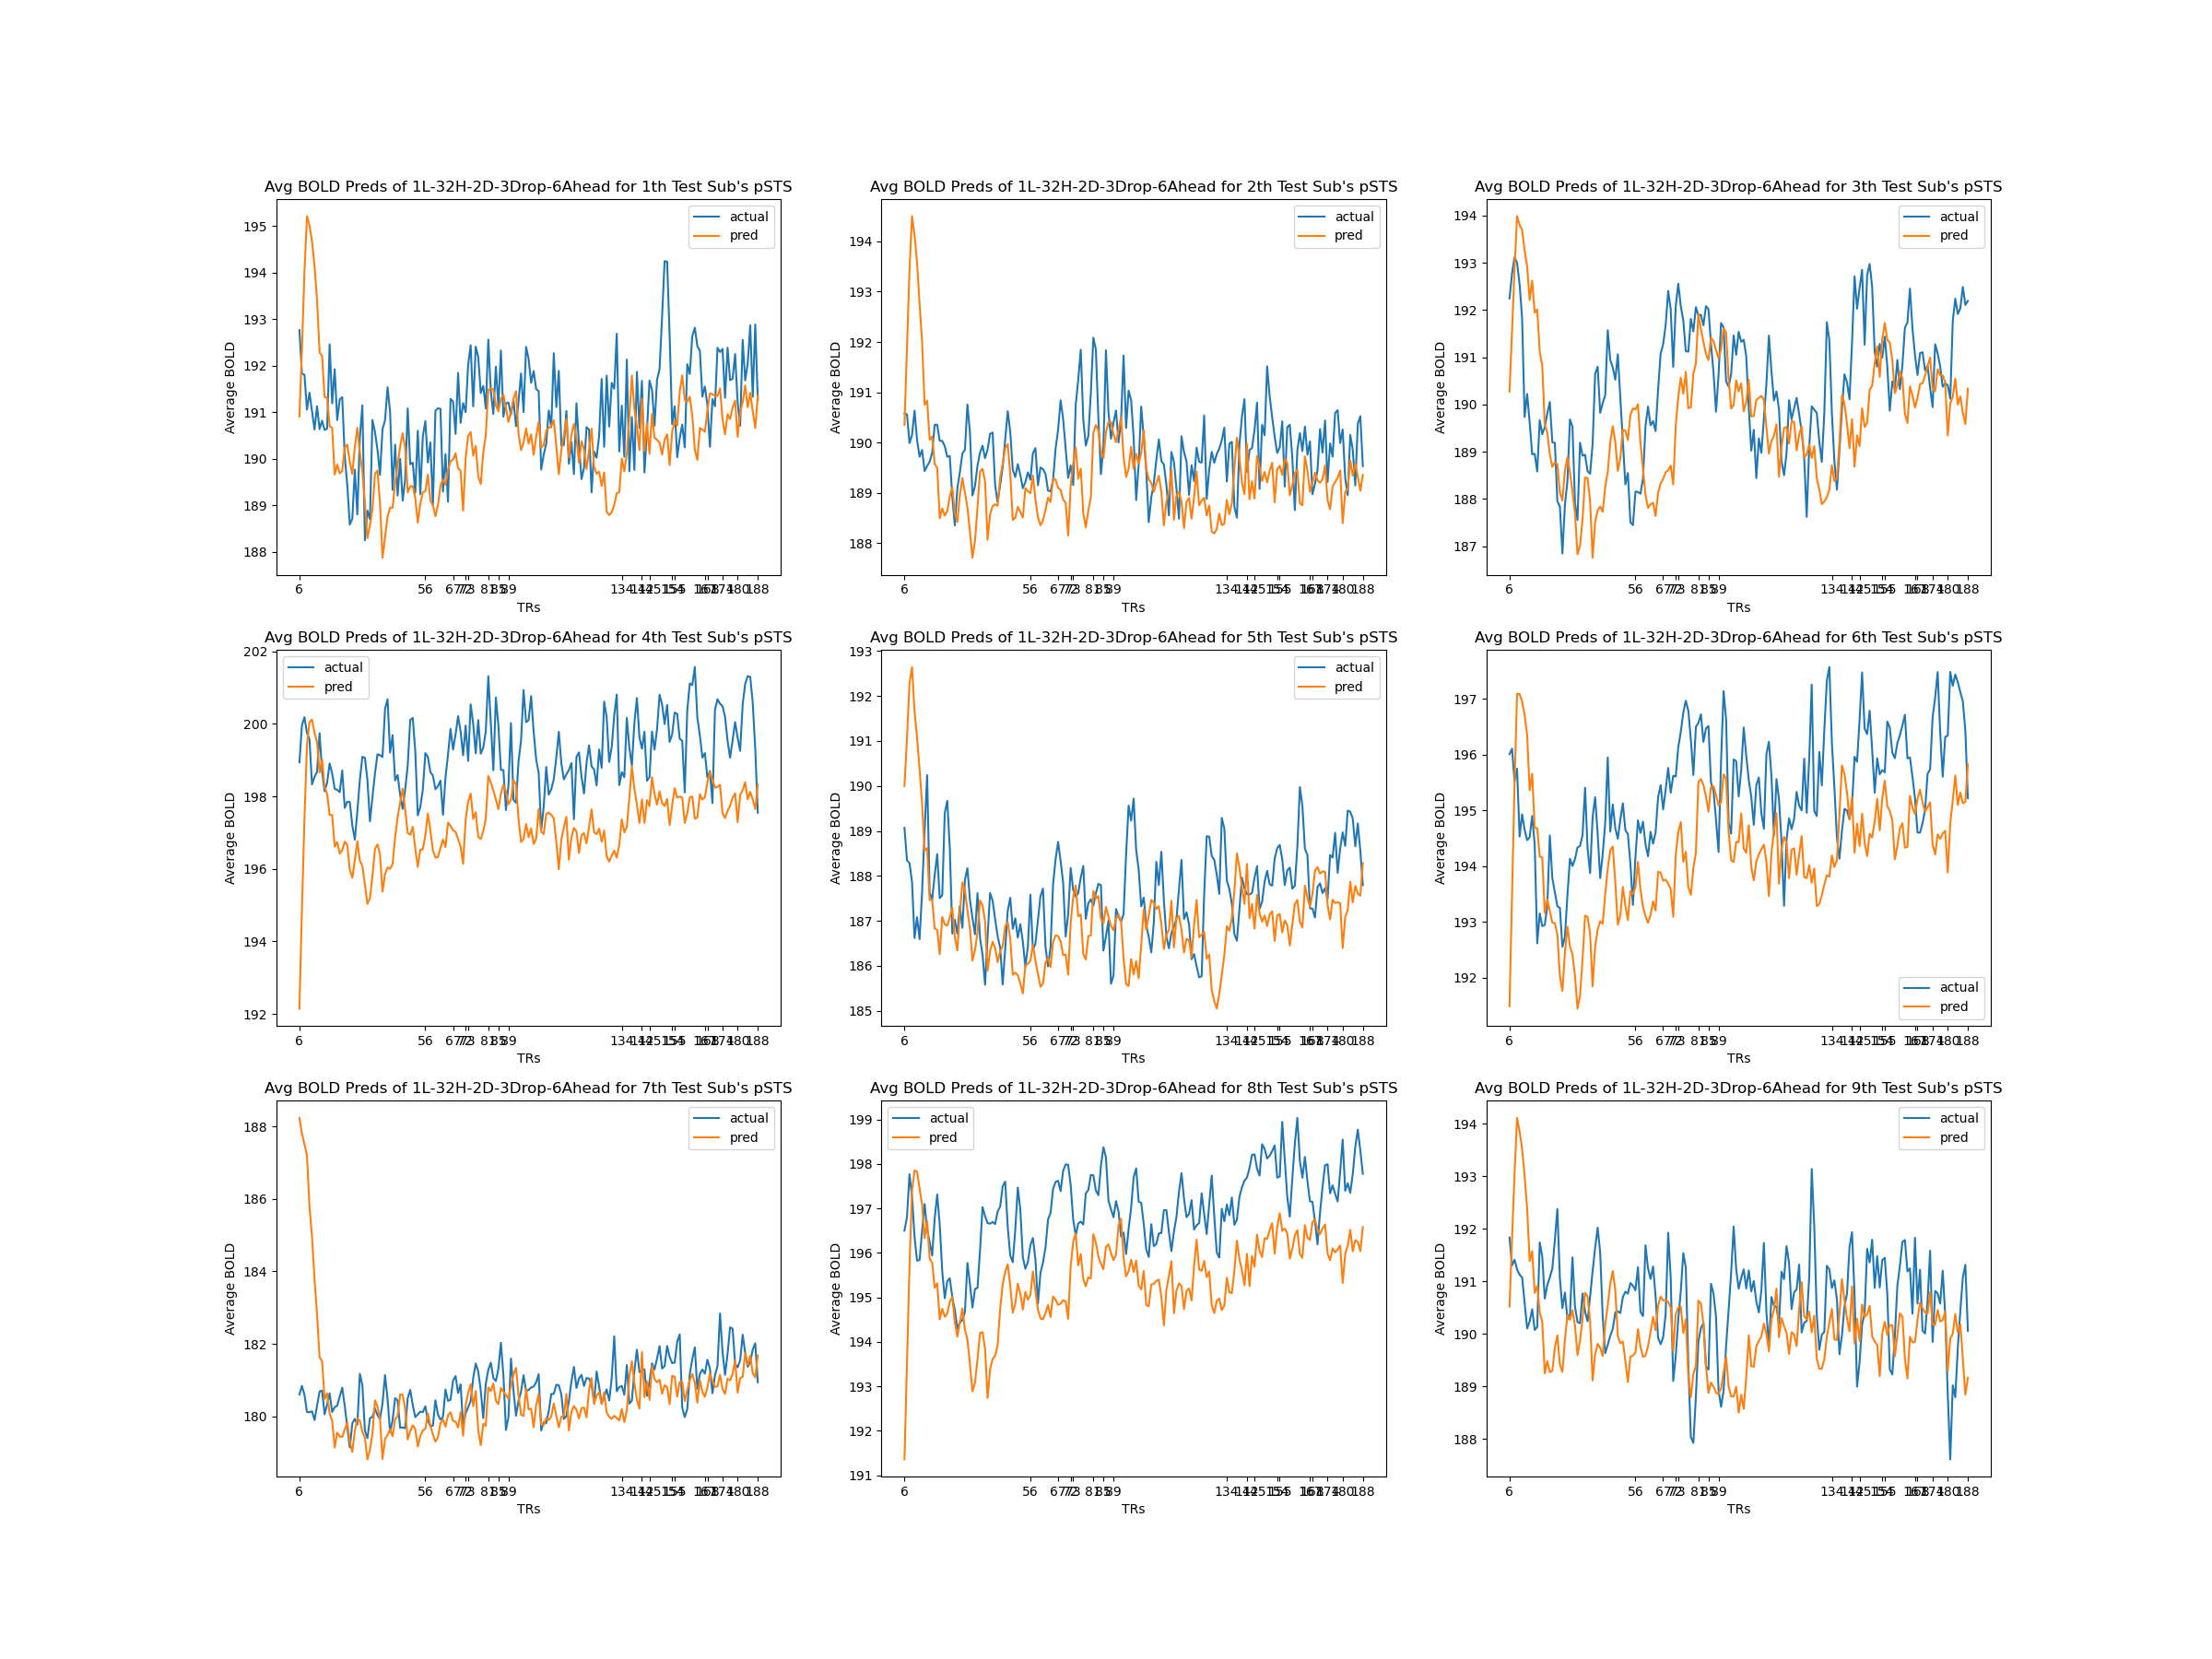 Avg BOLD Preds of 1L-32H-2D-3Drop-6Ahead for 1th Test Sub's pSTS
Avg BOLD Preds of 1L-32H-2D-3Drop-6Ahead for 2th Test Sub's pSTS
Avg BOLD Preds of 1L-32H-2D-3Drop-6Ahead for 3th Test Sub's pSTS
actual
pred
actual
pred
actual
pred
Average BOLD
195
194
193
192
191
190
189
188
Average BOLD
194
193
192
191
190
189
188
Average BOLD
194
193
192
191
190
189
188
187
6 56 89 188
6 56 89 188
6 56 89 188
TRs
TRs
TRs
Avg BOLD Preds of 1L-32H-2D-3Drop-6Ahead for 4th Test Sub's pSTS
Avg BOLD Preds of 1L-32H-2D-3Drop-6Ahead for 5th Test Sub's pSTS
Avg BOLD Preds of 1L-32H-2D-3Drop-6Ahead for 6th Test Sub's pSTS
actual
pred
actual
pred
actual
pred
Average BOLD
202
200
198
196
194
192
Average BOLD
193
192
191
190
189
188
187
186
185
Average BOLD
197
196
195
194
193
192
6 56 89 188
6 56 89 188
6 56 89 188
TRs
TRs
TRs
Avg BOLD Preds of 1L-32H-2D-3Drop-6Ahead for 7th Test Sub's pSTS
Avg BOLD Preds of 1L-32H-2D-3Drop-6Ahead for 8th Test Sub's pSTS
Avg BOLD Preds of 1L-32H-2D-3Drop-6Ahead for 9th Test Sub's pSTS
actual
pred
actual
pred
actual
pred
Average BOLD
188
186
184
182
180
Average BOLD
199
198
197
196
195
194
193
192
191
Average BOLD
194
193
192
191
190
189
188
6 56 89 188
6 56 89 188
6 56 89 188
TRs
TRs
TRs